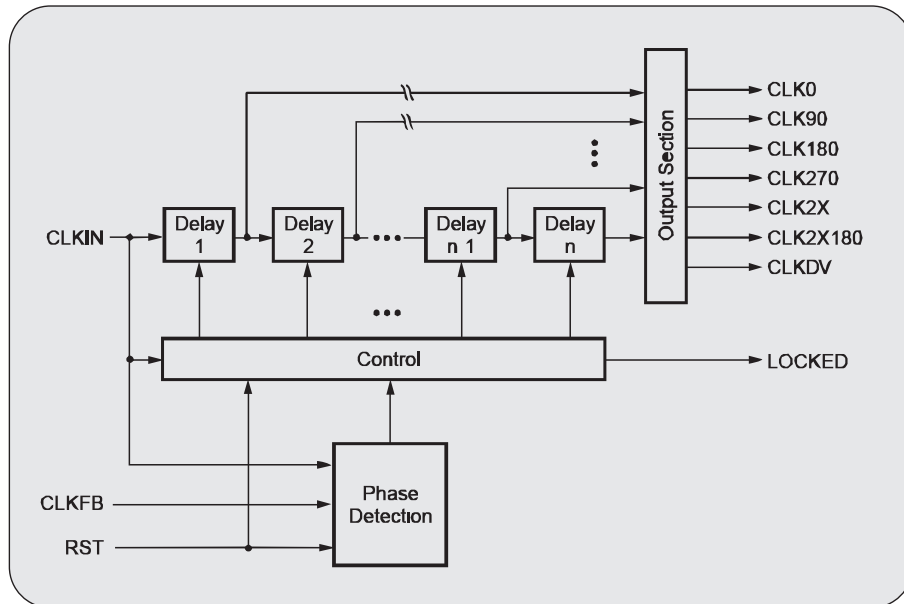 CLK0
CLK90
CLK180
CLK270
CLK2X
CLK2X180
CLKDV
Output Section
CLKIN
Delay
1
Delay
2
Delay
n 1
Delay
n
Control
LOCKED
Phase
Detection
CLKFB
RST